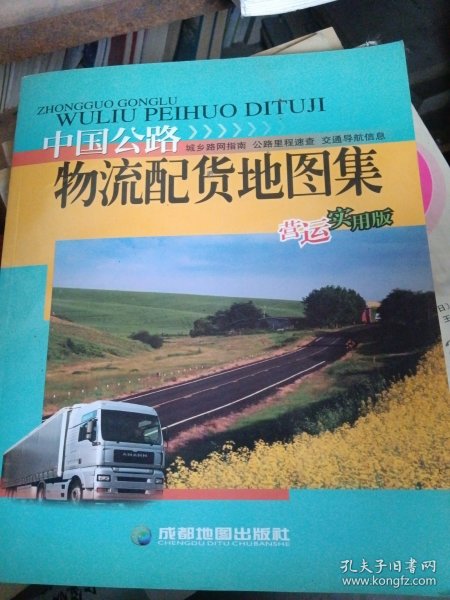 ZHONGGUO GONGLU
WULIU PEIHUO DITUJI
中国公路
城乡路网指南 公路里程速查 交通导航信息
物流配货地图集
营运实用版
成都地图出版社
CHENGDU DITU CHUBANSHE
孔夫子旧书网
www.kongfz.com